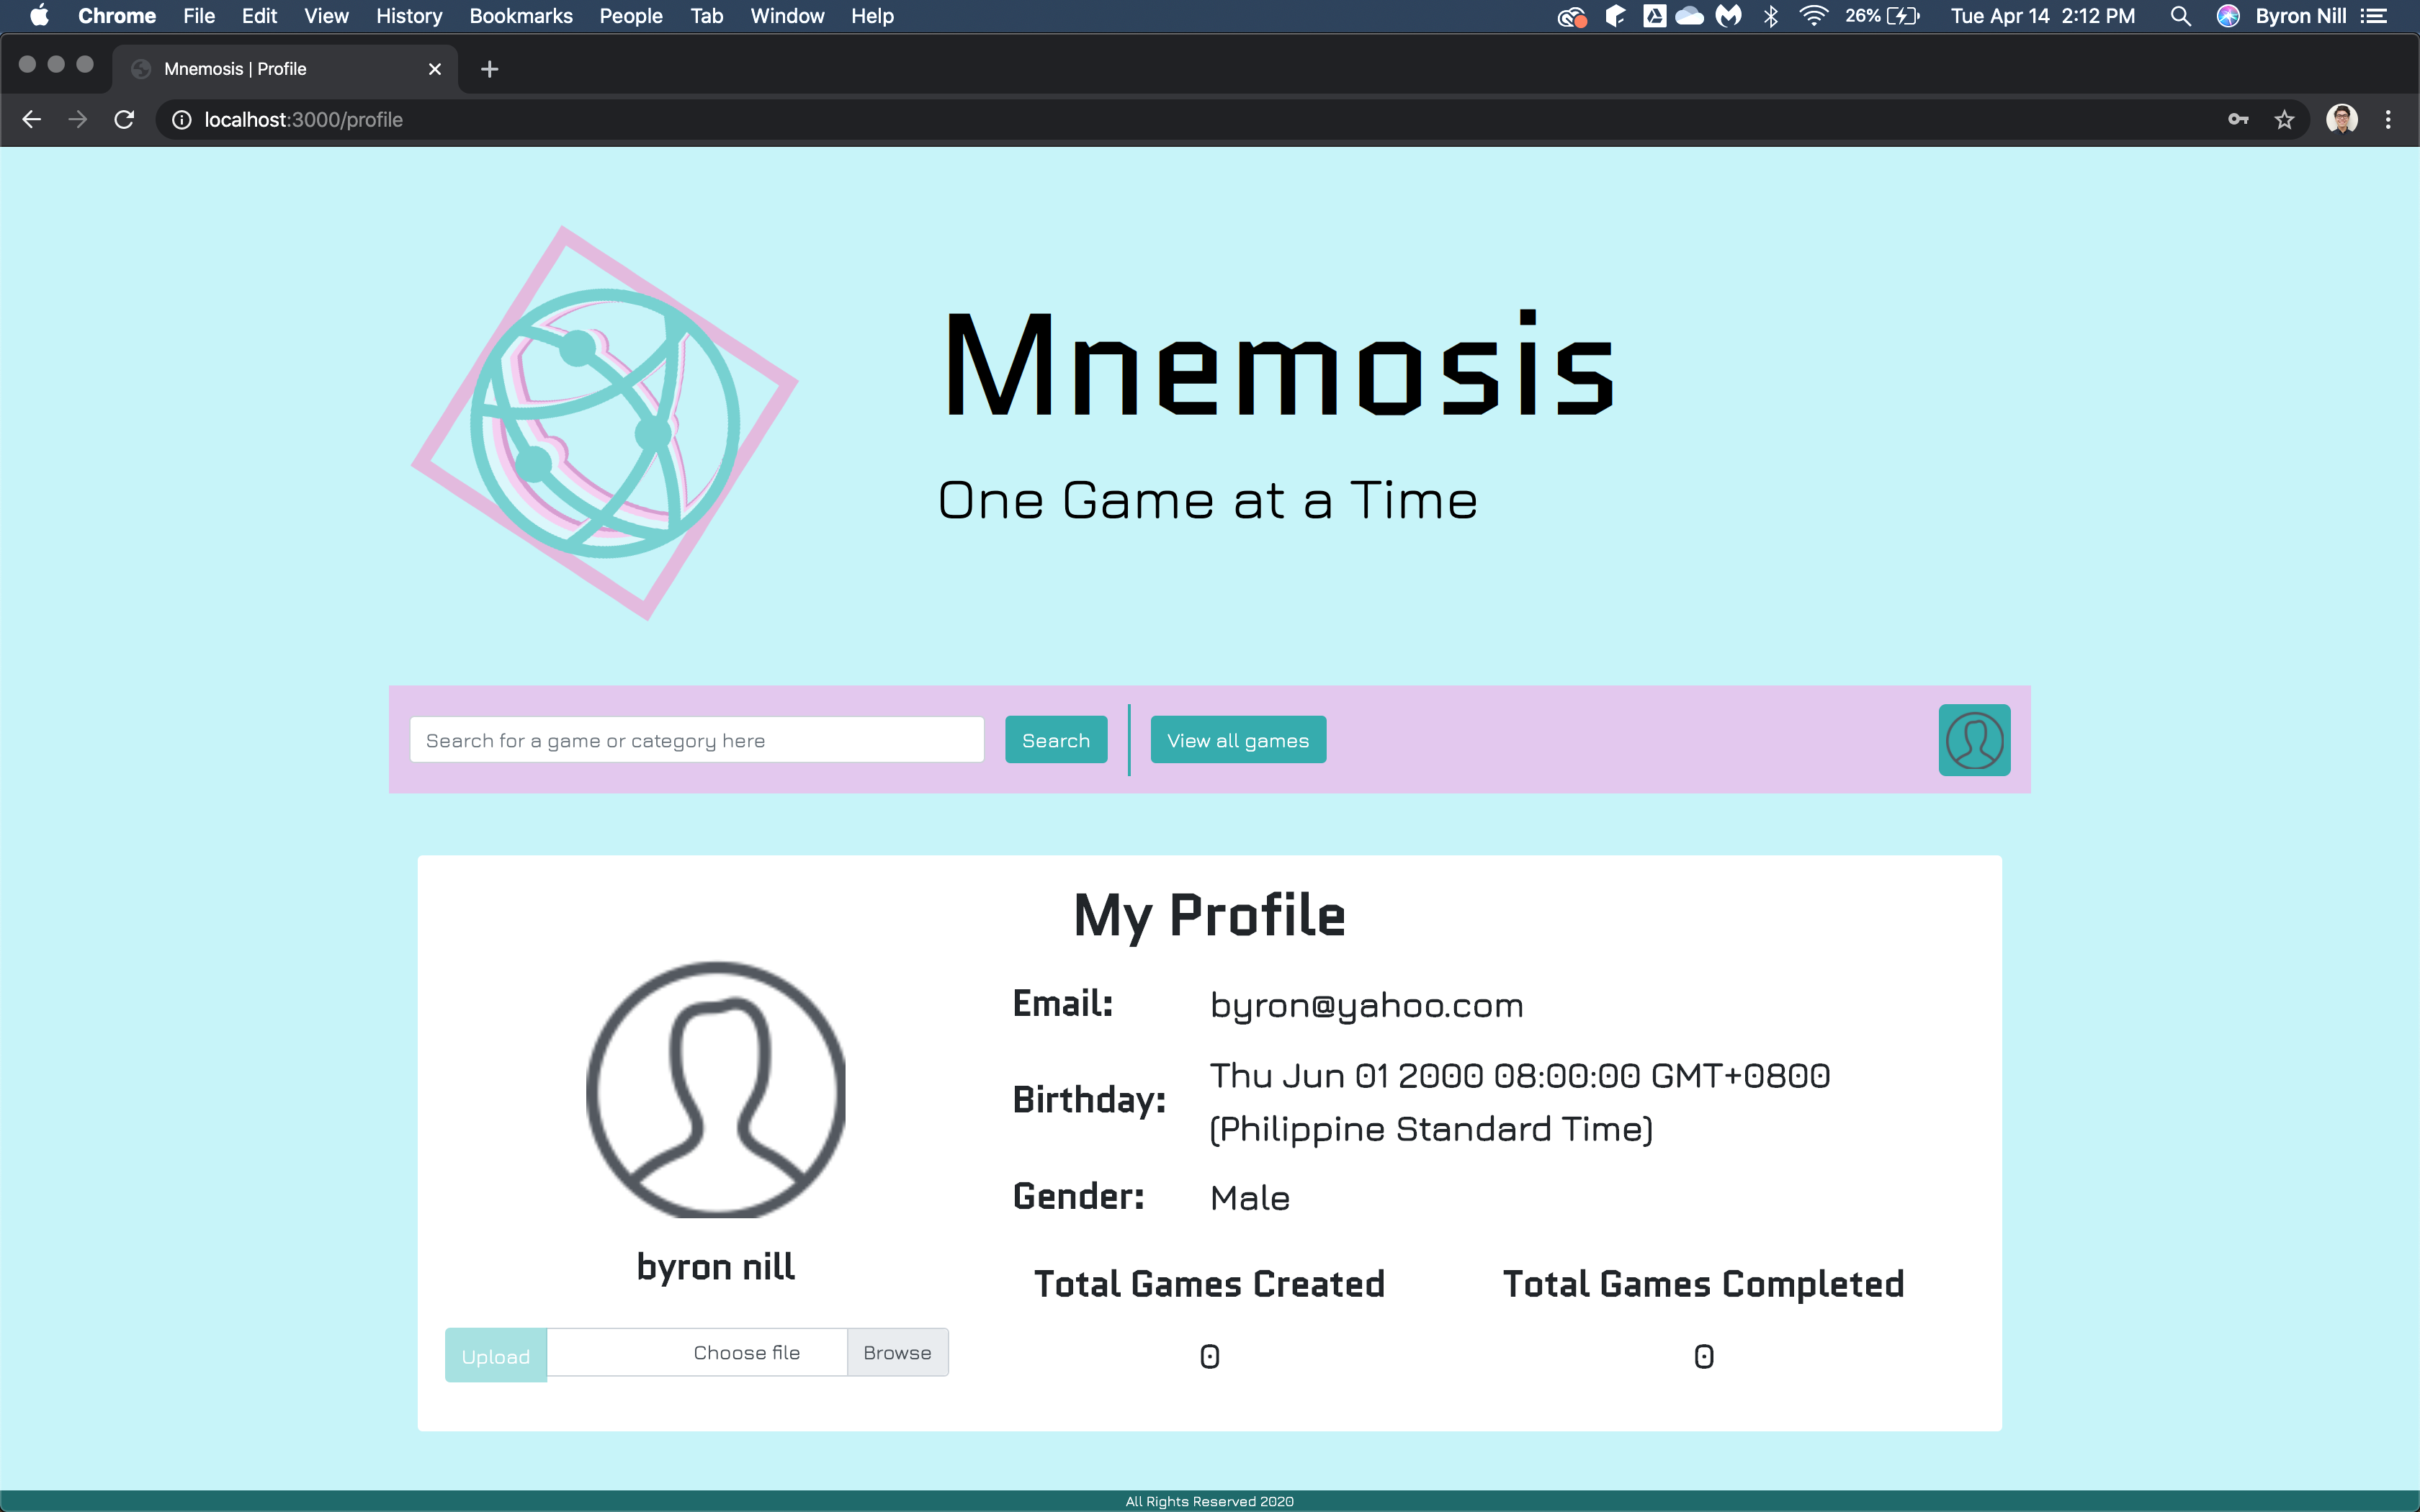 Chrome File Edit View History Bookmarks People Tab Window Help 26% Tue Apr 14 2:12 PM Byron Nill
Mnemosis | Profile
localhost:3000/profile
Mnemosis
One Game at a Time
Search for a game or category here Search View all games
My Profile
Email: byron@yahoo.com
Birthday: Thu Jun 01 2000 08:00:00 GMT+0800
(Philippine Standard Time)
Gender: Male
byron nill
Total Games Created Total Games Completed
Upload Choose file Browse
0 0
All Rights Reserved 2020